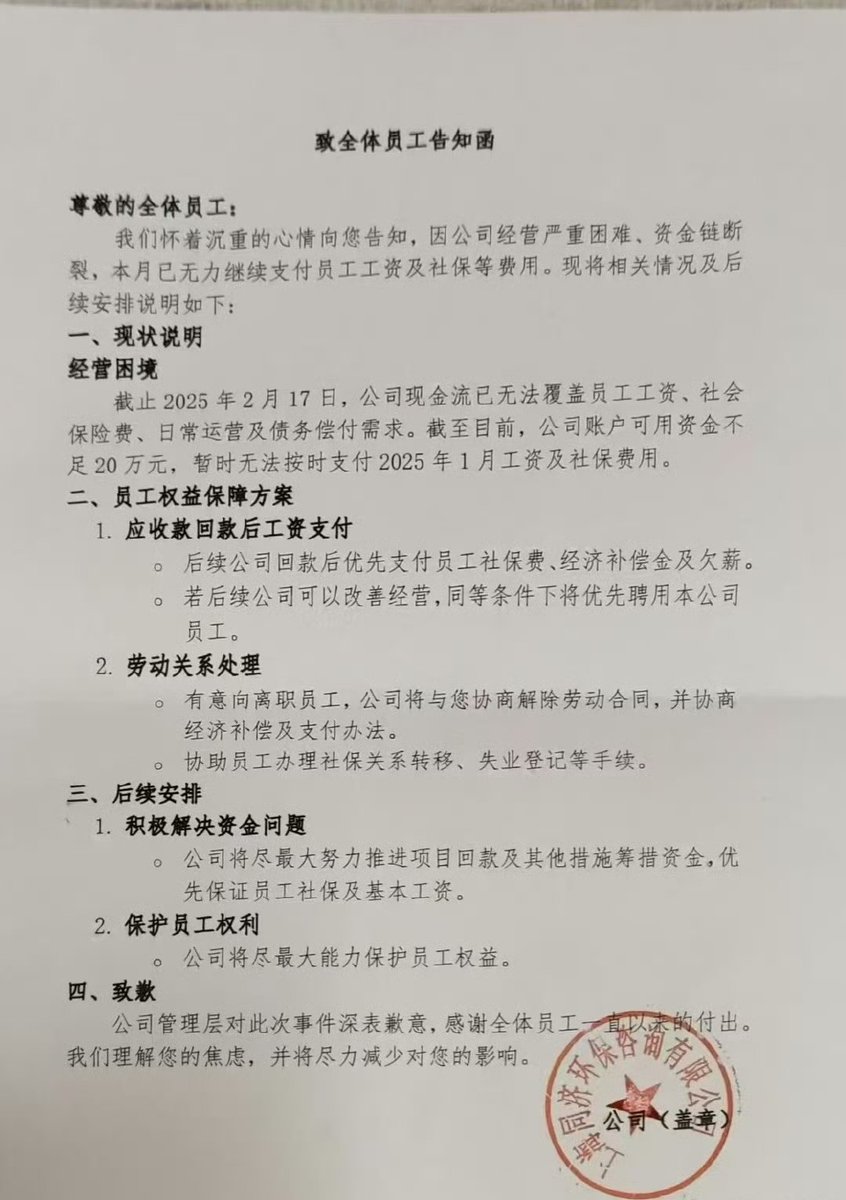 致全体员工告知函
尊敬的全体员工：
我们怀着沉重的心情向您告知，因公司经营严重困难、资金链断
裂，本月已无力继续支付员工工资及社保等费用。现将相关情况及后
续安排说明如下：
一、现状说明
经营困境
截止 2025 年 2 月 17 日，公司现金流已无法覆盖员工工资、社会
保险费、日常运营及债务偿付需求。截至目前，公司账户可用资金不
足 20 万元，暂时无法按时支付 2025 年 1 月工资及社保费用。
二、员工权益保障方案
1. 应收款回款后工资支付
○ 后续公司回款后优先支付员工社保费、经济补偿金及欠薪。
○ 若后续公司可以改善经营，同等条件下将优先聘用本公司
员工。
2. 劳动关系处理
○ 有意向离职员工，公司将与您协商解除劳动合同，并协商
经济补偿及支付办法。
○ 协助员工办理社保关系转移、失业登记等手续。
三、后续安排
1. 积极解决资金问题
○ 公司将尽最大努力推进项目回款及其他措施筹措资金，优
先保证员工社保及基本工资。
2. 保护员工权利
○ 公司将尽最大能力保护员工权益。
四、致歉
公司管理层对此次事件深表歉意，感谢全体员工一直以来的付出。
我们理解您的焦虑，并将尽力减少对您的影响。
公司（盖章）
上海同济环保咨询有限公司